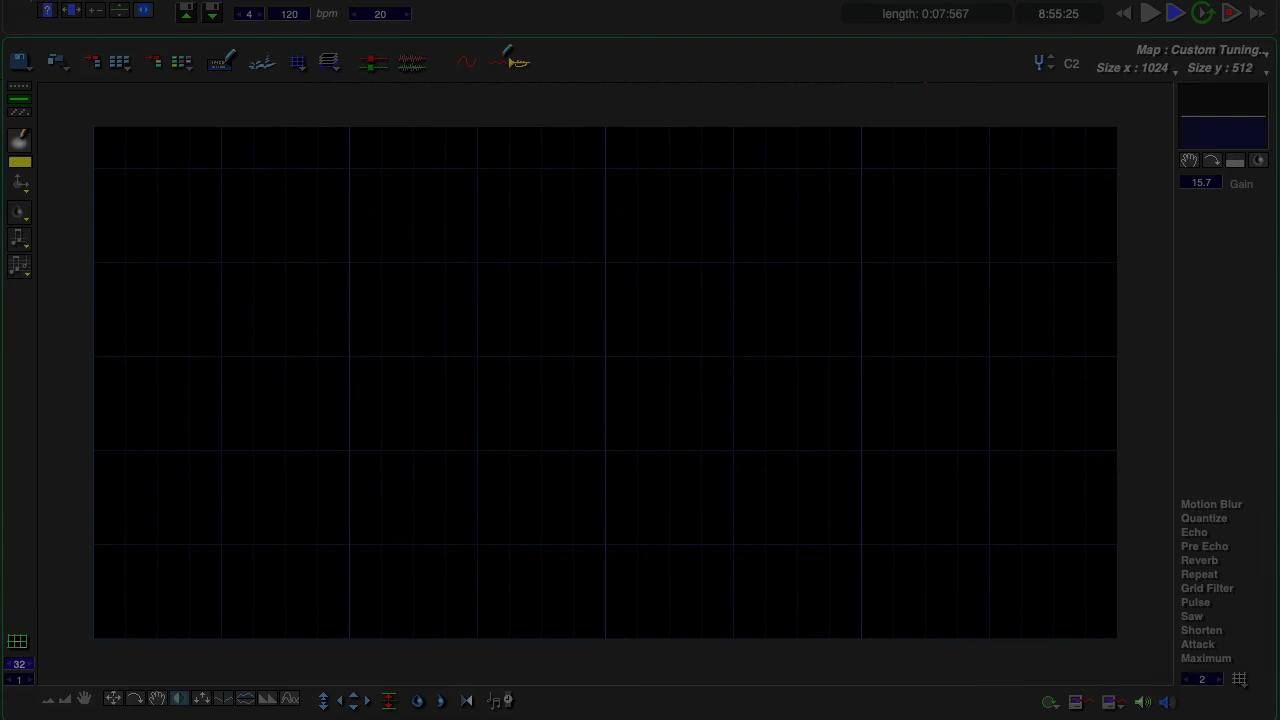 4 120 bpm 20 length: 0:07:567 8:55:25
Map : Custom Tuning...
C2 Size x : 1024 Size y : 512
15.7 Gain
Motion Blur
Quantize
Echo
Pre Echo
Reverb
Repeat
Grid Filter
Pulse
Saw
Shorten
Attack
Maximum
32
1 2